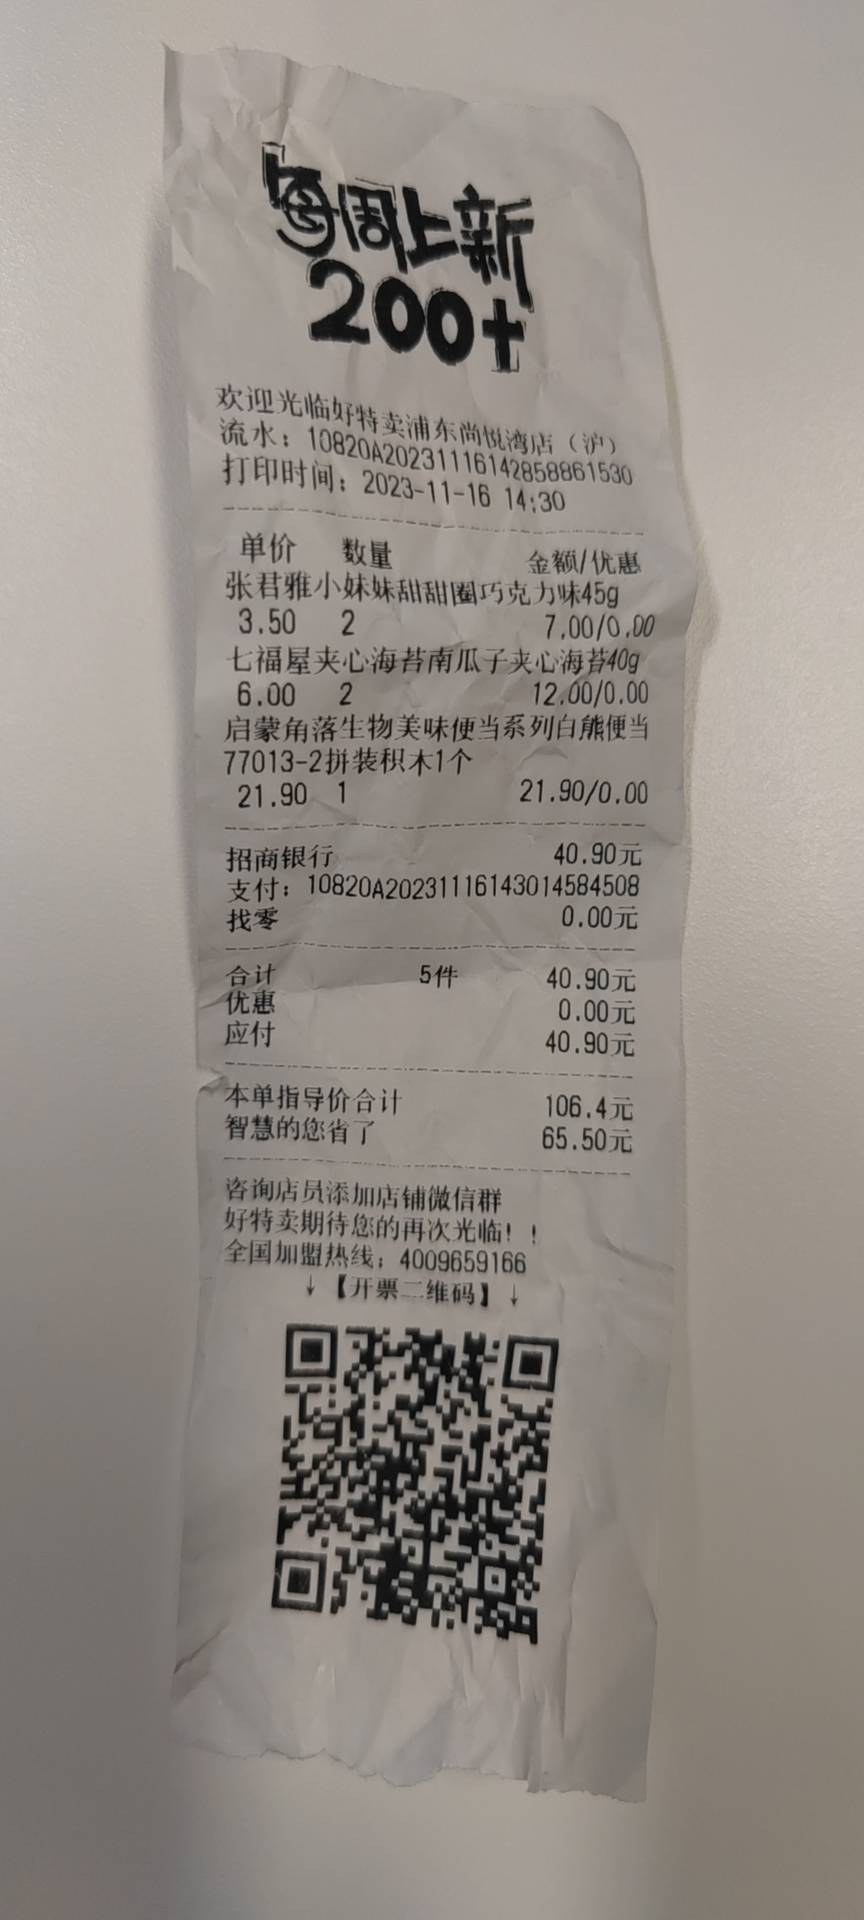 每周上新
200+
欢迎光临好特卖浦东尚悦湾店（沪）
流水：10820A20231116142858861530
打印时间：2023-11-16 14:30
单价 数量 金额/优惠
张君雅小妹妹甜甜圈巧克力味45g
3.50 2 7.00/0.00
七福屋夹心海苔南瓜子夹心海苔40g
6.00 2 12.00/0.00
启蒙角落生物美味便当系列白熊便当
77013-2拼装积木1个
21.90 1 21.90/0.00
招商银行 40.90元
支付：10820A20231116143014584508
找零 0.00元
合计 5件 40.90元
优惠 0.00元
应付 40.90元
本单指导价合计 106.4元
智慧的您省了 65.50元
咨询店员添加店铺微信群
好特卖期待您的再次光临！！
全国加盟热线：4009659166
↓【开票二维码】↓